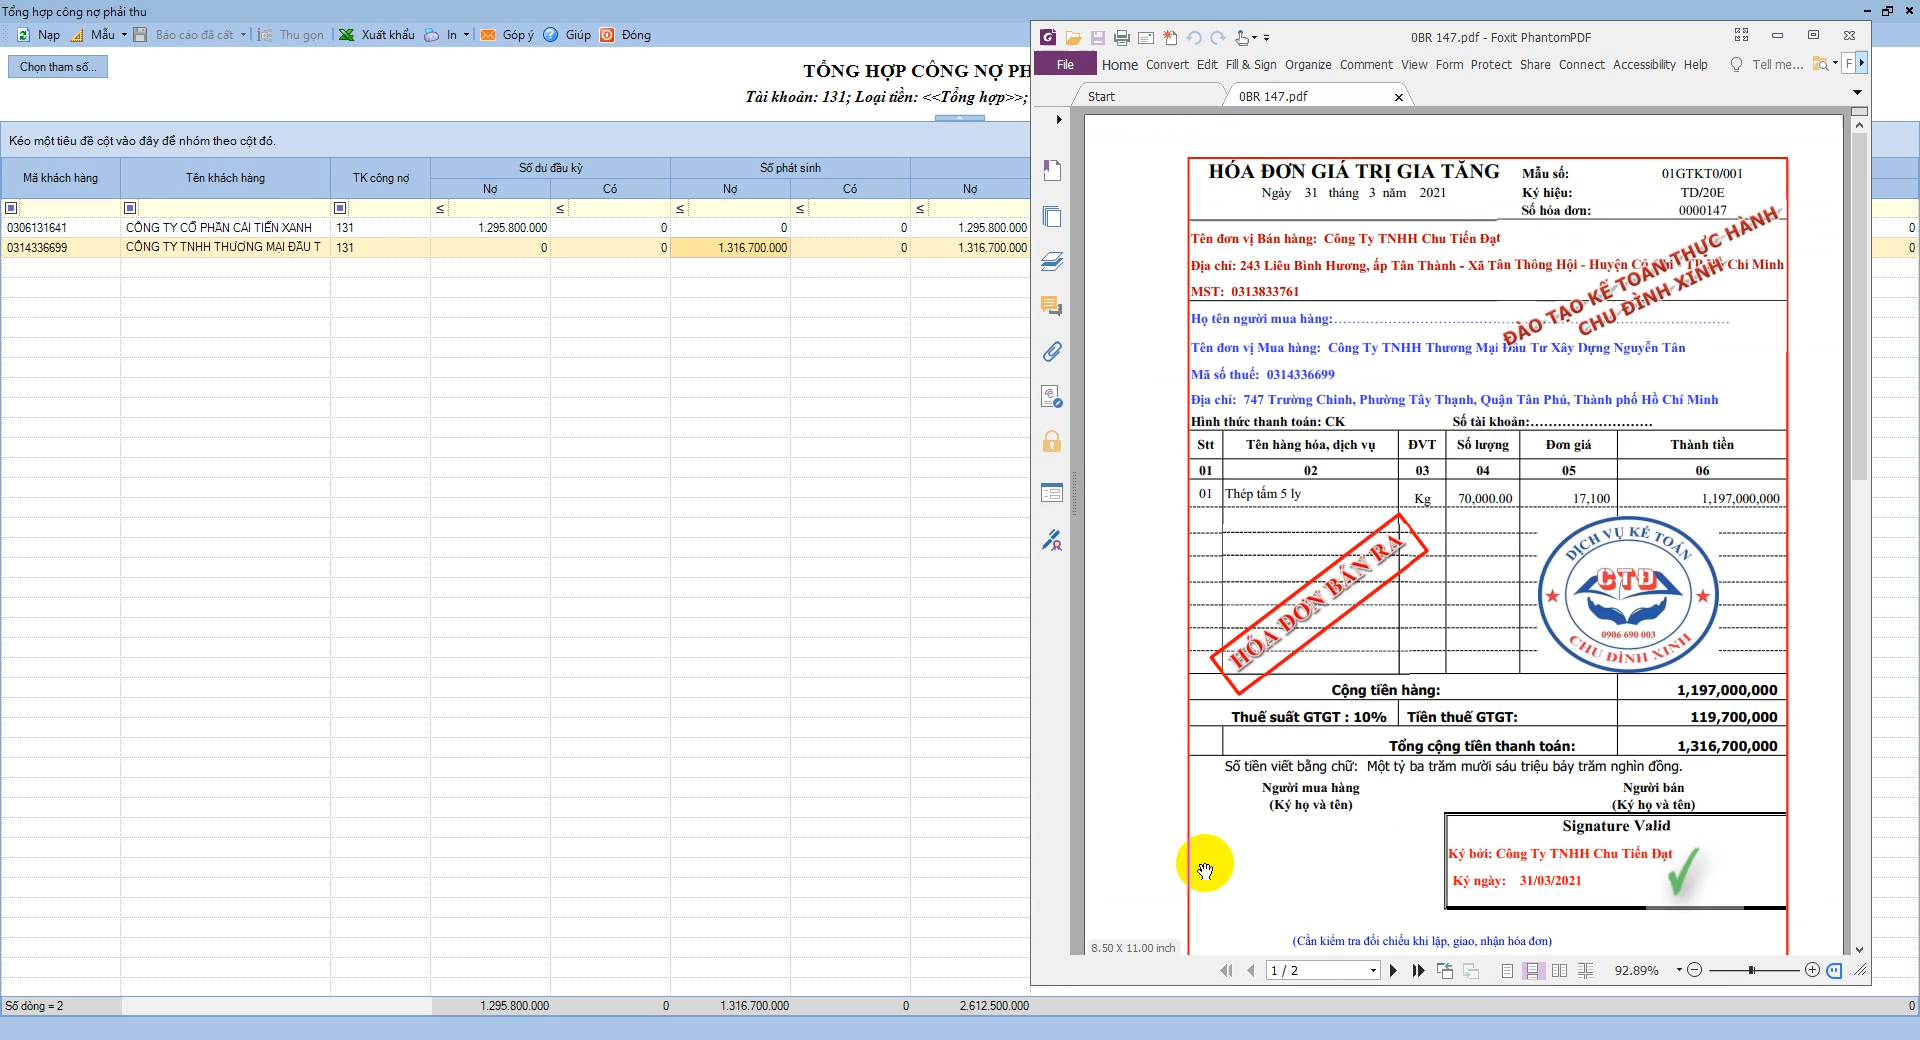 Tổng hợp công nợ phải thu
Nạp Mẫu Báo cáo đã cất Thu gọn Xuất khẩu In Góp ý Giúp Đóng
Chọn tham số...
TỔNG HỢP CÔNG NỢ PH
Tài khoản: 131; Loại tiền: <<Tổng hợp>>;
Kéo một tiêu đề cột vào đây để nhóm theo cột đó.
Mã khách hàng Tên khách hàng TK công nợ Số dư đầu kỳ Số phát sinh
Nợ Có Nợ Có Nợ
≤ ≤ ≤ ≤ ≤
0306131641 CÔNG TY CỔ PHẦN CẢI TIẾN XANH 131 1.295.800.000 0 0 0 1.295.800.000 0
0314336699 CÔNG TY TNHH THƯƠNG MẠI ĐẦU T 131 0 0 1.316.700.000 0 1.316.700.000 0
Số dòng = 2 1.295.800.000 0 1.316.700.000 0 2.612.500.000 0
0BR 147.pdf - Foxit PhantomPDF
File Home Convert Edit Fill & Sign Organize Comment View Form Protect Share Connect Accessibility Help Tell me... F
Start 0BR 147.pdf
HÓA ĐƠN GIÁ TRỊ GIA TĂNG
Ngày 31 tháng 3 năm 2021
Mẫu số: 01GTKT0/001
Ký hiệu: TD/20E
Số hóa đơn: 0000147
ĐÀO TẠO KẾ TOÁN THỰC HÀNH
CHU ĐÌNH XINH
Tên đơn vị Bán hàng: Công Ty TNHH Chu Tiến Đạt
Địa chỉ: 243 Liêu Bình Hương, ấp Tân Thành - Xã Tân Thông Hội - Huyện Củ Chi - TP Hồ Chí Minh
MST: 0313833761
Họ tên người mua hàng:
Tên đơn vị Mua hàng: Công Ty TNHH Thương Mại Đầu Tư Xây Dựng Nguyễn Tân
Mã số thuế: 0314336699
Địa chỉ: 747 Trường Chinh, Phường Tây Thạnh, Quận Tân Phú, Thành phố Hồ Chí Minh
Hình thức thanh toán: CK Số tài khoản:
Stt Tên hàng hóa, dịch vụ ĐVT Số lượng Đơn giá Thành tiền
01 02 03 04 05 06
01 Thép tấm 5 ly Kg 70,000.00 17,100 1,197,000,000
HÓA ĐƠN BÁN RA
DỊCH VỤ KẾ TOÁN
CTĐ
0906 690 003
CHU ĐÌNH XINH
Cộng tiền hàng: 1,197,000,000
Thuế suất GTGT : 10% Tiền thuế GTGT: 119,700,000
Tổng cộng tiền thanh toán: 1,316,700,000
Số tiền viết bằng chữ: Một tỷ ba trăm mười sáu triệu bảy trăm nghìn đồng.
Người mua hàng Người bán
(Ký họ và tên) (Ký họ và tên)
Signature Valid
Ký bởi: Công Ty TNHH Chu Tiến Đạt
Ký ngày: 31/03/2021
(Cần kiểm tra đối chiếu khi lập, giao, nhận hóa đơn)
8.50 X 11.00 inch
1 / 2 92.89%